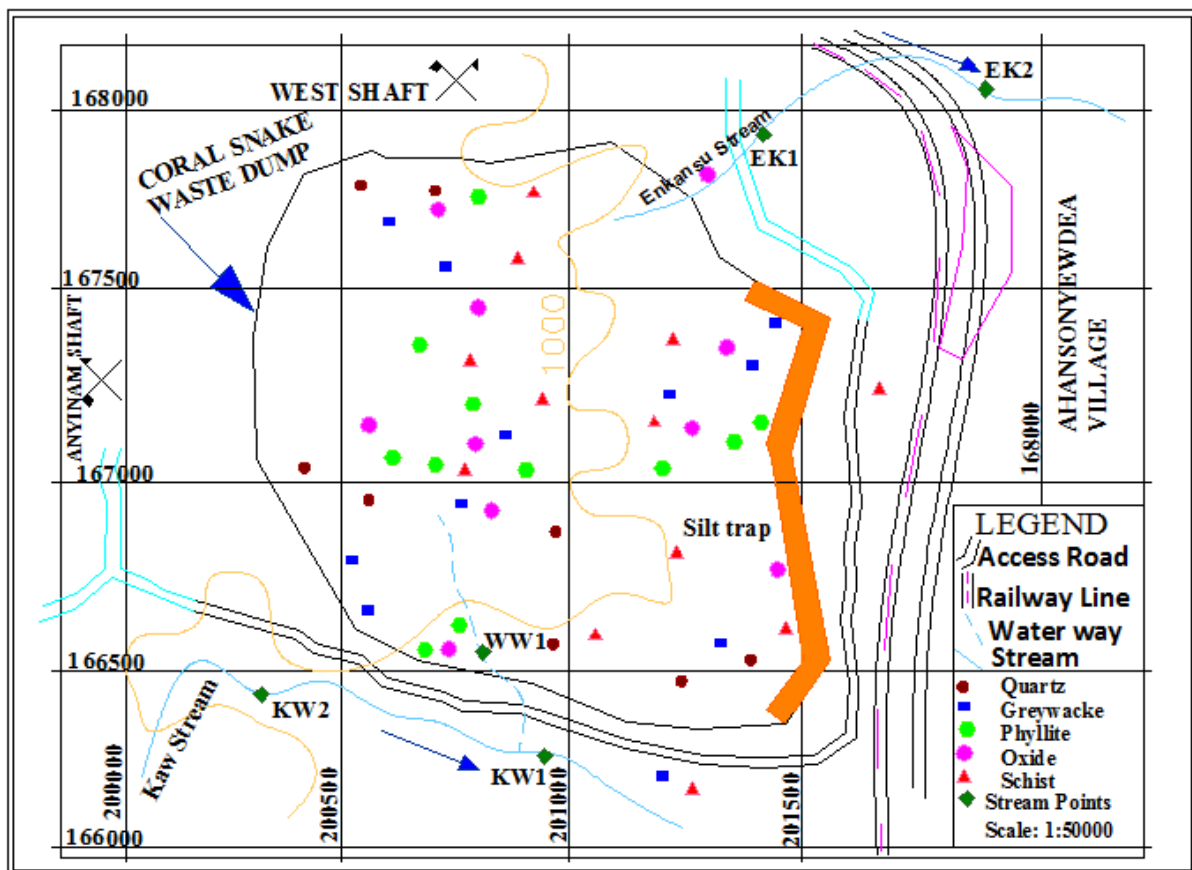 WEST SHAFT
EK2
168000
CORAL SNAKE
WASTE DUMP
Enkansu Stream
EK1
167500
ANYINAM SHAFT
1000
AHANSONYEWDEA
VILLAGE
168000
167000
Silt trap
LEGEND
Access Road
Railway Line
Water way
Stream
Quartz
Greywacke
Phyllite
Oxide
Schist
Stream Points
Scale: 1:50000
WW1
166500
KW2
Kaw Stream
KW1
200000
200500
201000
201500
166000